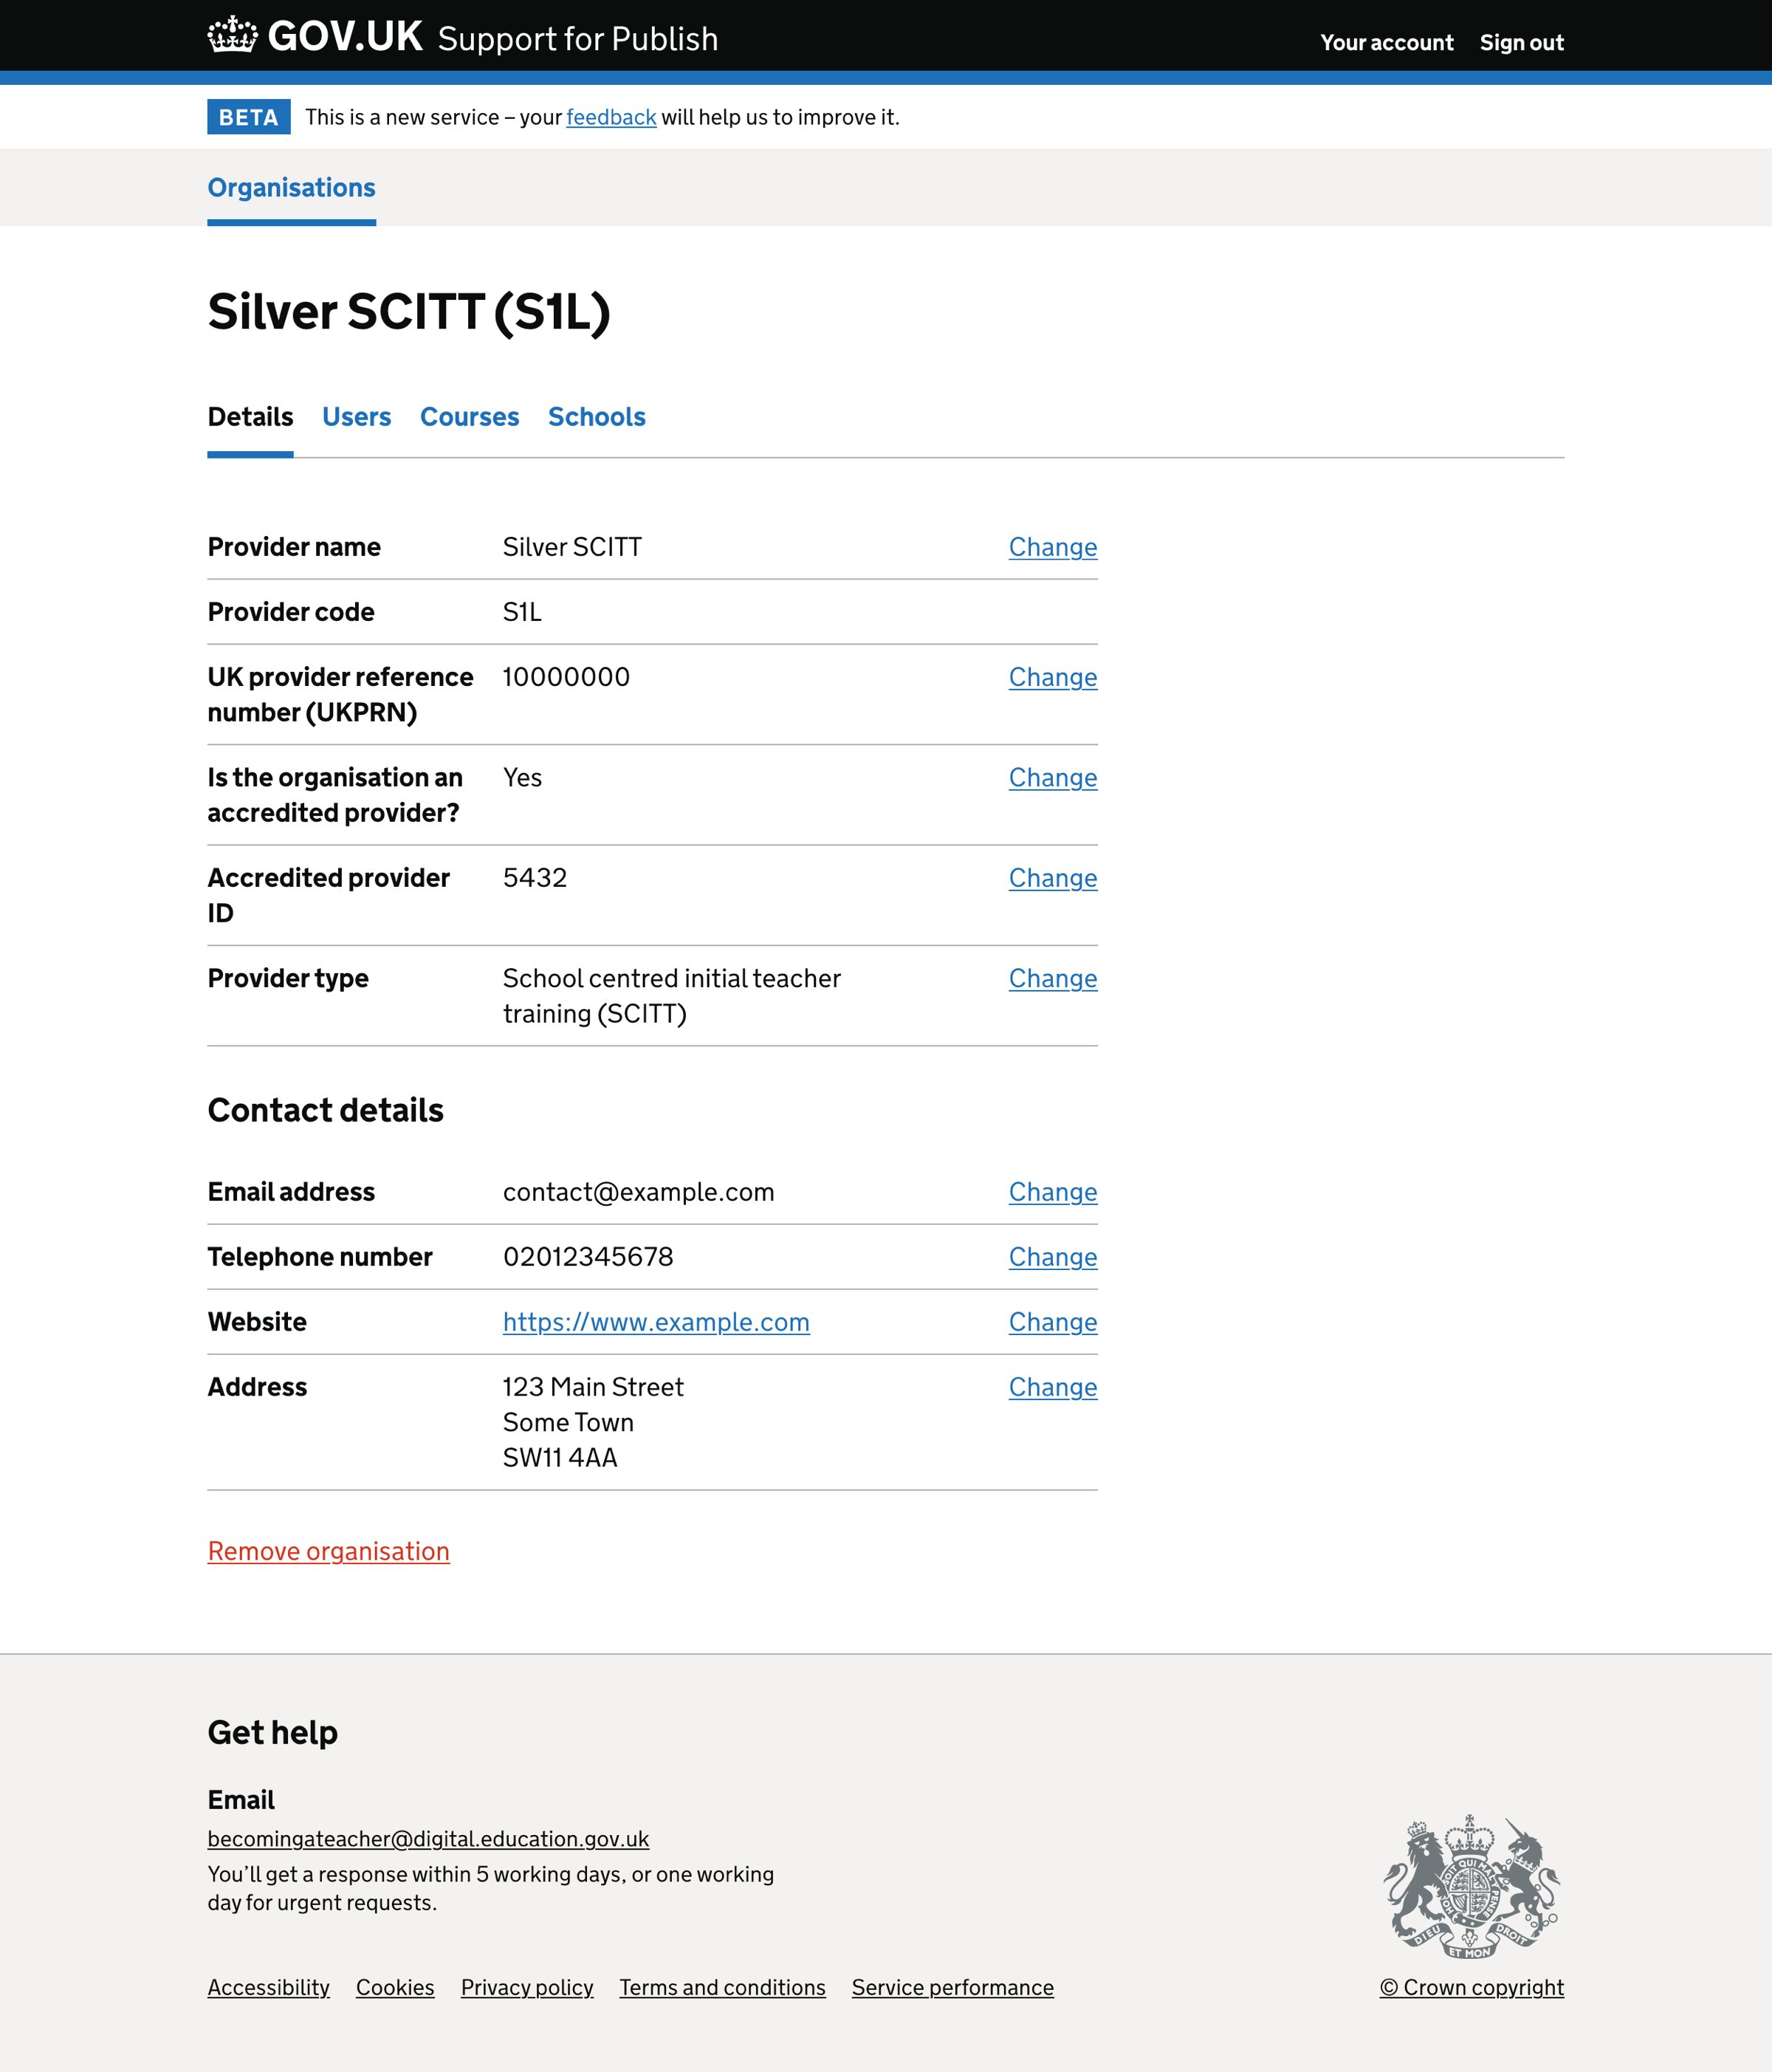 GOV.UK Support for Publish
Your account Sign out
BETA This is a new service – your feedback will help us to improve it.
Organisations
Silver SCITT (S1L)
Details Users Courses Schools
Provider name Silver SCITT Change
Provider code S1L
UK provider reference 10000000 Change
number (UKPRN)
Is the organisation an Yes Change
accredited provider?
Accredited provider 5432 Change
ID
Provider type School centred initial teacher Change
training (SCITT)
Contact details
Email address contact@example.com Change
Telephone number 02012345678 Change
Website https://www.example.com Change
Address 123 Main Street Change
Some Town
SW11 4AA
Remove organisation
Get help
Email
becomingateacher@digital.education.gov.uk
You’ll get a response within 5 working days, or one working
day for urgent requests.
DIEU ET MON DROIT
Accessibility Cookies Privacy policy Terms and conditions Service performance
© Crown copyright